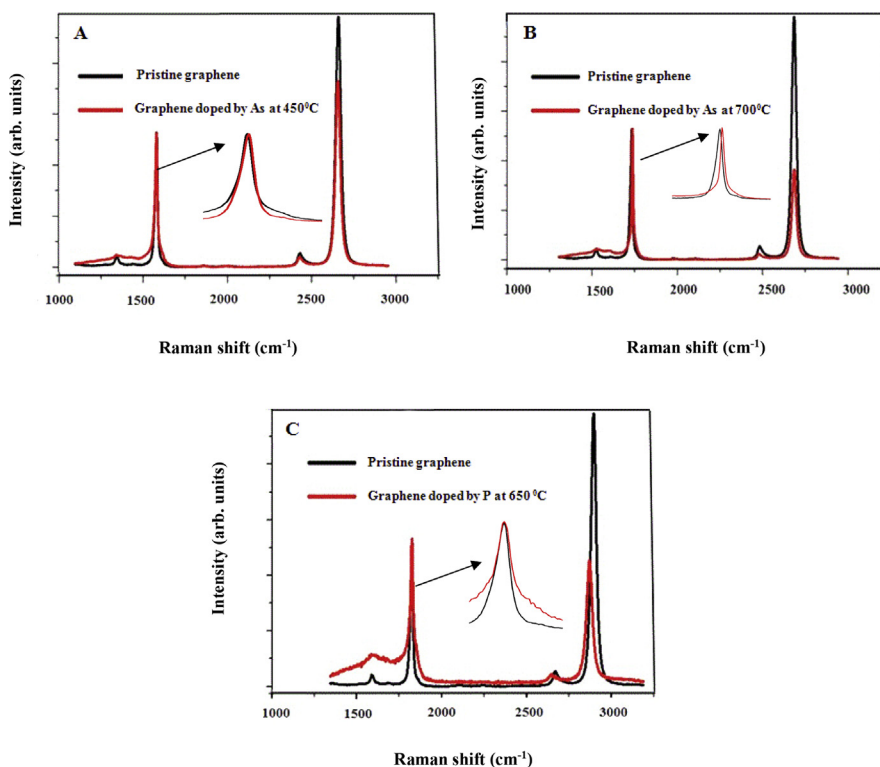 A
Pristine graphene
Graphene doped by As at 450⁰C
Intensity (arb. units)
1000 1500 2000 2500 3000
Raman shift (cm⁻¹)
B
Pristine graphene
Graphene doped by As at 700⁰C
Intensity (arb. units)
1000 1500 2000 2500 3000
Raman shift (cm⁻¹)
C
Pristine graphene
Graphene doped by P at 650 ⁰C
Intensity (arb. units)
1000 1500 2000 2500 3000
Raman shift (cm⁻¹)